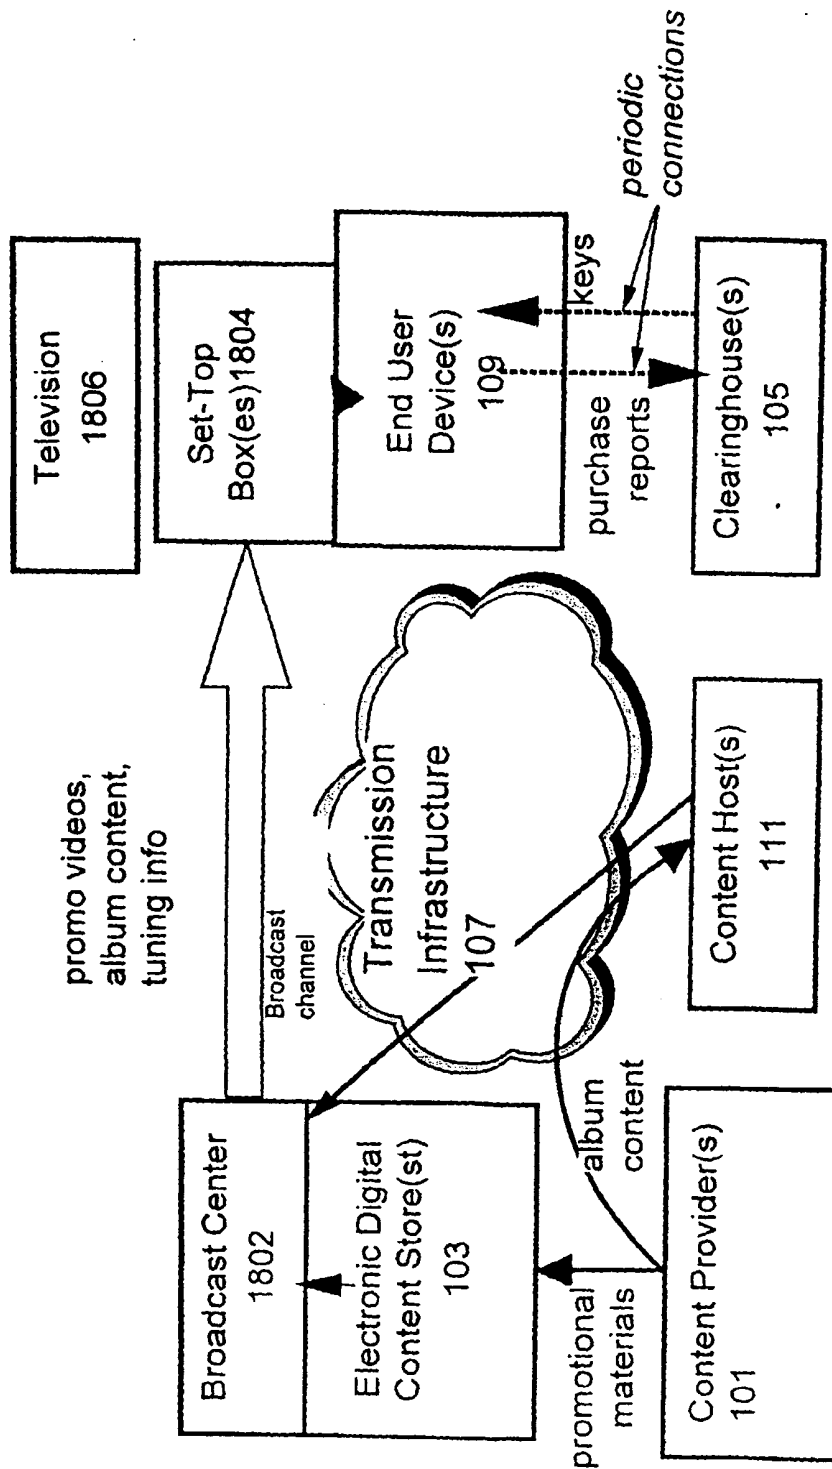 promo videos,
album content,
tuning info
Television
1806
Broadcast Center
1802
Broadcast
channel
Set-Top
Box(es)1804
Electronic Digital
Content Store(st)
103
Transmission
Infrastructure
107
End User
Device(s)
109
promotional
materials
album
content
purchase
reports
keys
periodic
connections
Content Provider(s)
101
Content Host(s)
111
Clearinghouse(s)
105